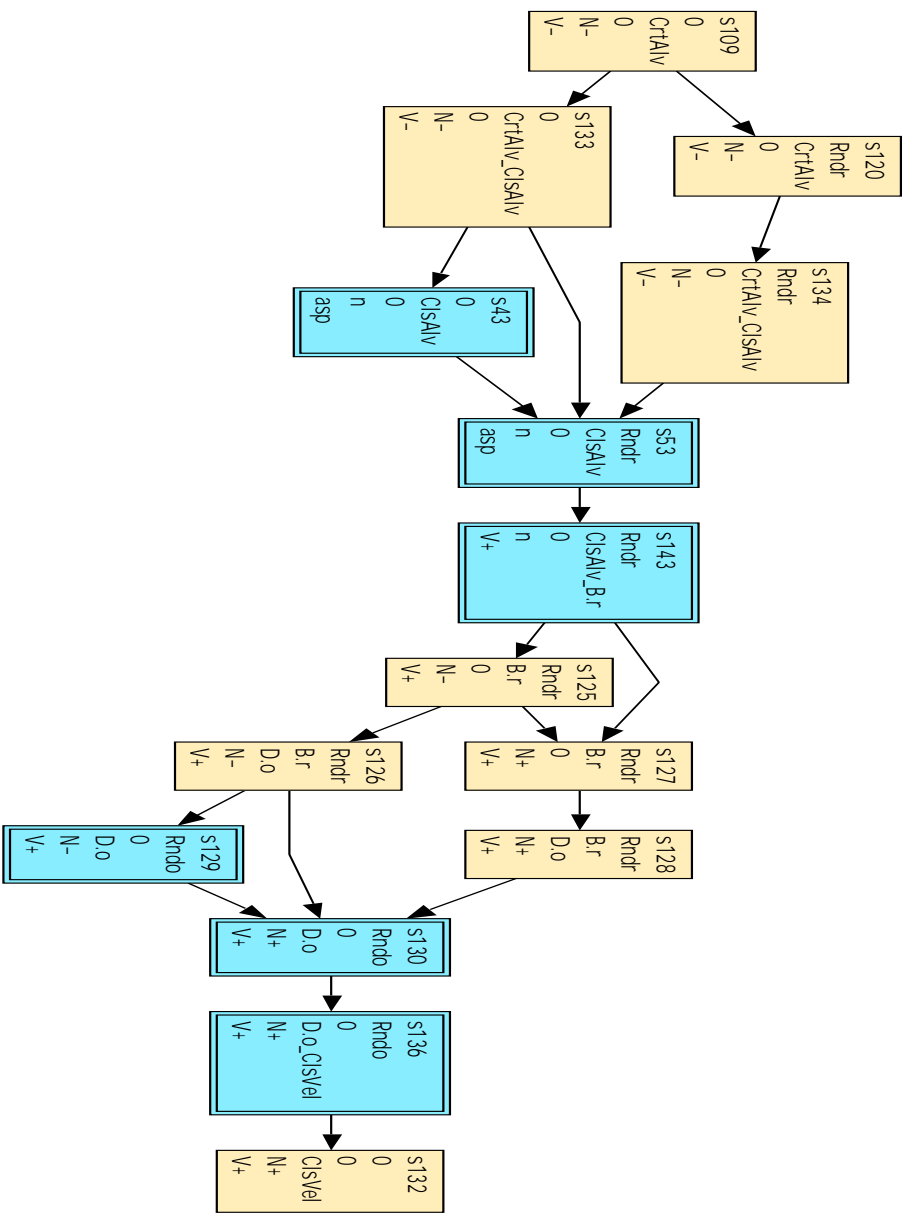 s109
0
CrtAlv
0
N-
V-
s120
Rndr
CrtAlv
0
N-
V-
s133
0
CrtAlv_ClsAlv
0
N-
V-
s134
Rndr
CrtAlv_ClsAlv
0
N-
V-
s43
0
ClsAlv
0
n
asp
s53
Rndr
ClsAlv
0
n
asp
s143
Rndr
ClsAlv_B.r
0
n
V+
s125
Rndr
B.r
0
N-
V+
s127
Rndr
B.r
0
N+
V+
s126
Rndr
B.r
D.o
N-
V+
s128
Rndr
B.r
D.o
N+
V+
s129
Rndo
0
D.o
N-
V+
s130
Rndo
0
D.o
N+
V+
s136
Rndo
0
D.o_ClsVel
N+
V+
s132
0
0
ClsVel
N+
V+